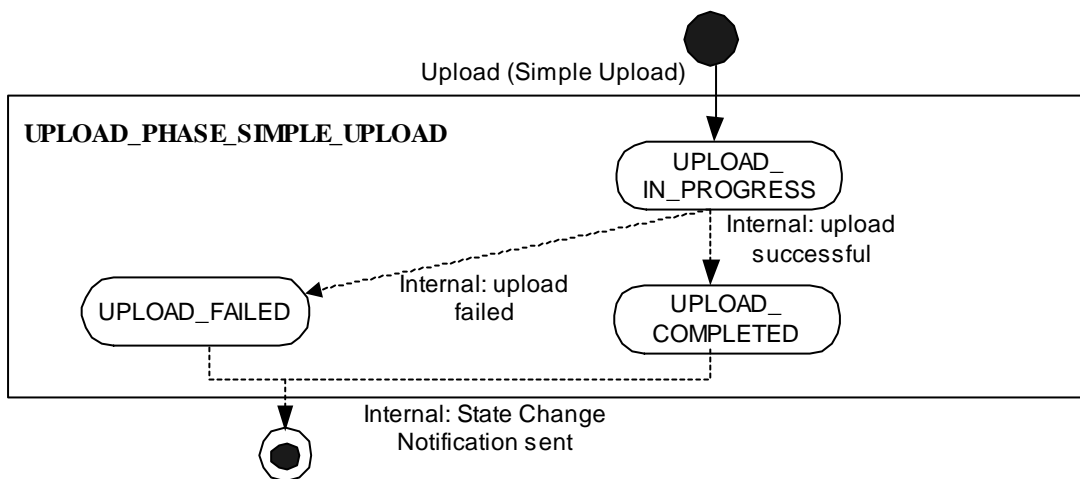 Upload (Simple Upload)
UPLOAD_PHASE_SIMPLE_UPLOAD
UPLOAD_
IN_PROGRESS
Internal: upload
successful
Internal: upload
failed
UPLOAD_FAILED
UPLOAD_
COMPLETED
Internal: State Change
Notification sent